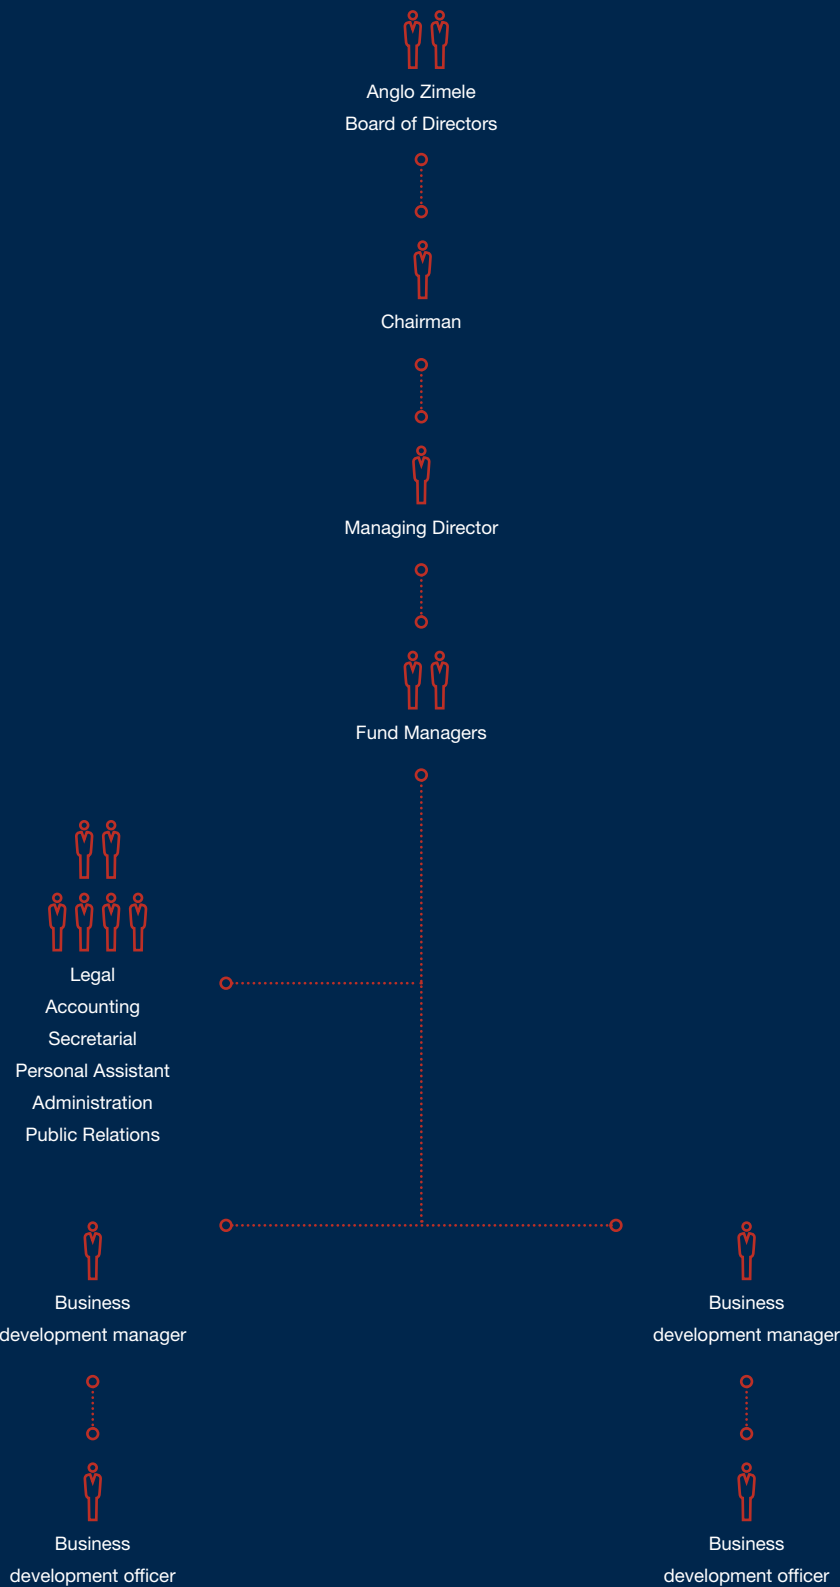 Anglo Zimele
Board of Directors
Chairman
Managing Director
Fund Managers
Legal
Accounting
Secretarial
Personal Assistant
Administration
Public Relations
Business
development manager
Business
development manager
Business
development officer
Business
development officer